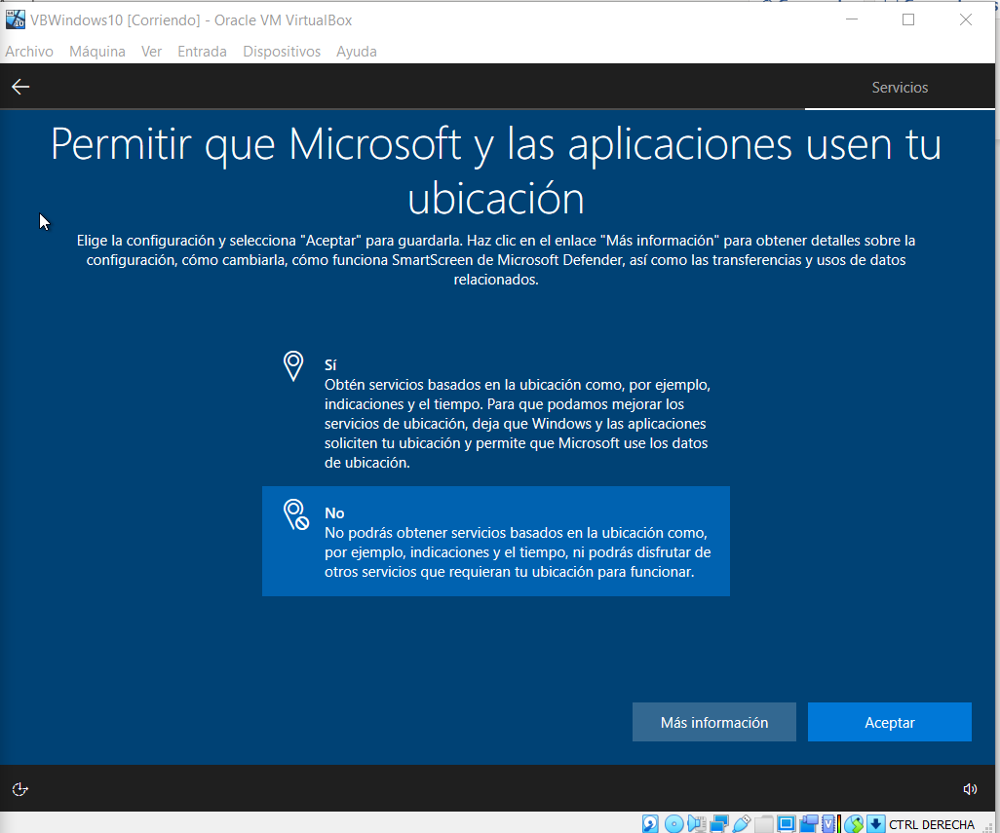 VBWindows10 [Corriendo] - Oracle VM VirtualBox
Archivo Máquina Ver Entrada Dispositivos Ayuda
Servicios
Permitir que Microsoft y las aplicaciones usen tu
ubicación
Elige la configuración y selecciona "Aceptar" para guardarla. Haz clic en el enlace "Más información" para obtener detalles sobre la
configuración, cómo cambiarla, cómo funciona SmartScreen de Microsoft Defender, así como las transferencias y usos de datos
relacionados.
Sí
Obtén servicios basados en la ubicación como, por ejemplo,
indicaciones y el tiempo. Para que podamos mejorar los
servicios de ubicación, deja que Windows y las aplicaciones
soliciten tu ubicación y permite que Microsoft use los datos
de ubicación.
No
No podrás obtener servicios basados en la ubicación como,
por ejemplo, indicaciones y el tiempo, ni podrás disfrutar de
otros servicios que requieran tu ubicación para funcionar.
Más información Aceptar
CTRL DERECHA